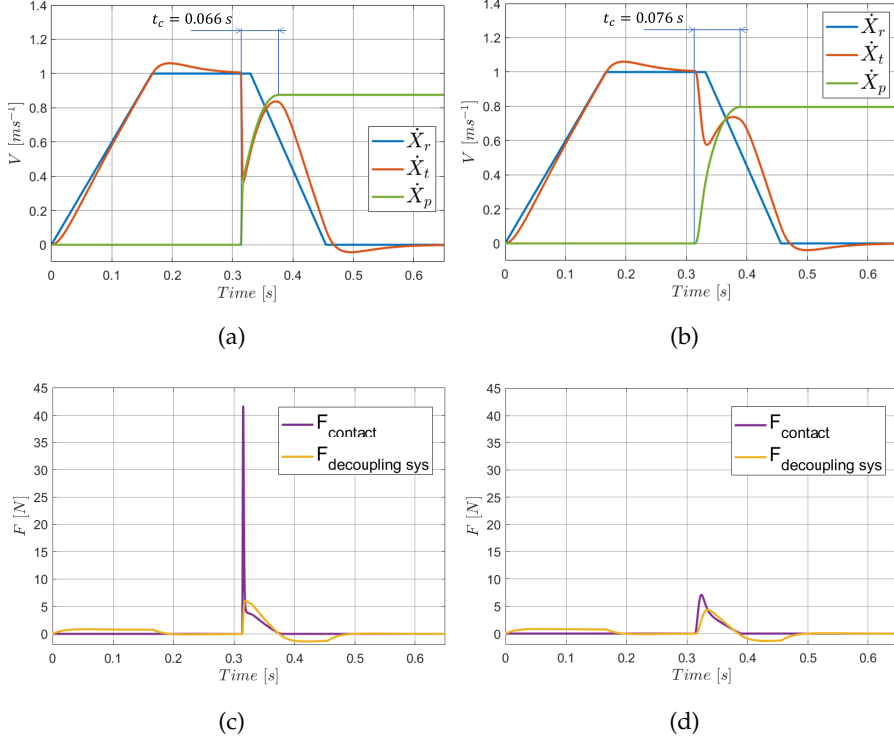 t_c = 0.066 s
1.4
1.2
1
0.8
0.6
0.4
0.2
0
V [ms⁻¹]
Ẋ_r
Ẋ_t
Ẋ_p
0 0.1 0.2 0.3 0.4 0.5 0.6
Time [s]
(a)
t_c = 0.076 s
1.4
1.2
1
0.8
0.6
0.4
0.2
0
V [ms⁻¹]
Ẋ_r
Ẋ_t
Ẋ_p
0 0.1 0.2 0.3 0.4 0.5 0.6
Time [s]
(b)
45
40
35
30
25
20
15
10
5
0
F [N]
F_contact
F_decoupling sys
0 0.1 0.2 0.3 0.4 0.5 0.6
Time [s]
(c)
45
40
35
30
25
20
15
10
5
0
F [N]
F_contact
F_decoupling sys
0 0.1 0.2 0.3 0.4 0.5 0.6
Time [s]
(d)